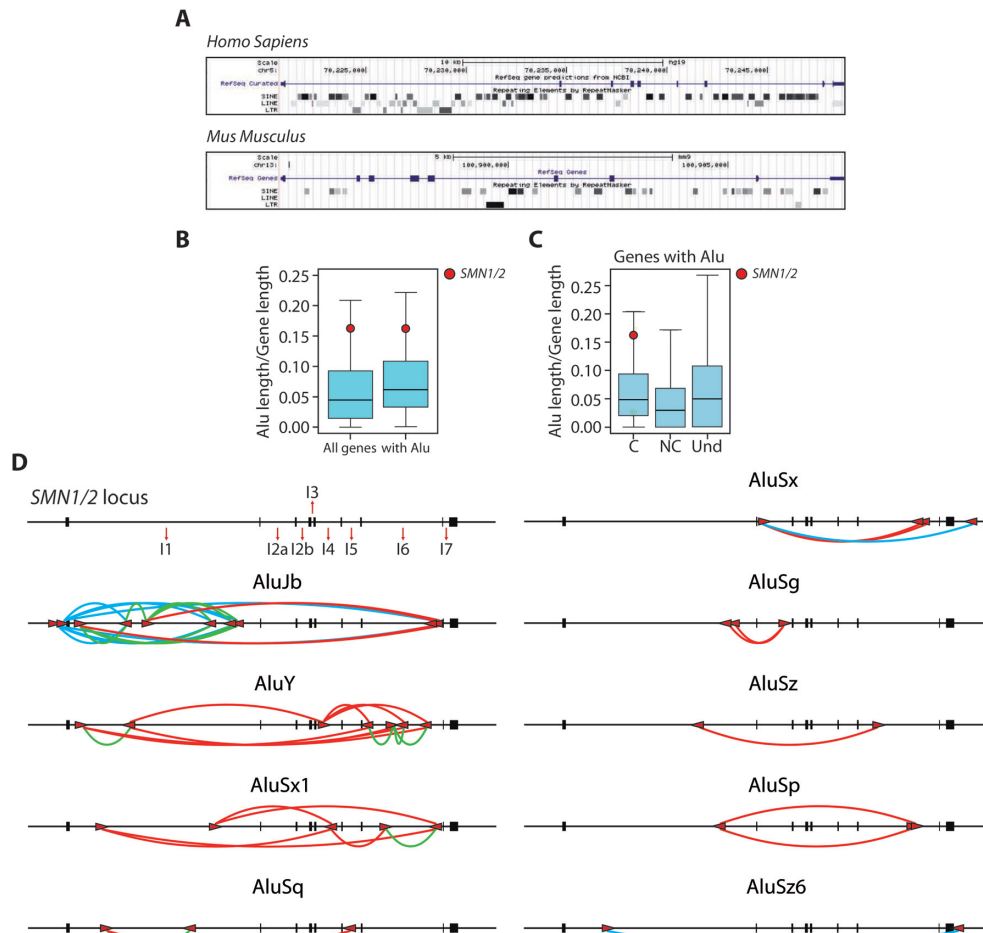 A
Homo Sapiens
Scale
10 kb
hg19
chr5:
70,225,000
70,230,000
70,235,000
70,240,000
70,245,000
RefSeq gene predictions from NCBI
RefSeq Curated
Repeating Elements by RepeatMasker
SINE
LINE
LTR
Mus Musculus
Scale
5 kb
mm9
chr13:
100,900,000
100,905,000
RefSeq Genes
RefSeq Genes
Repeating Elements by RepeatMasker
SINE
LINE
LTR
B
SMN1/2
Alu length/Gene length
0.25
0.20
0.15
0.10
0.05
0.00
All genes with Alu
C
Genes with Alu
SMN1/2
Alu length/Gene length
0.25
0.20
0.15
0.10
0.05
0.00
C NC Und
D
SMN1/2 locus
I3
I1 I2a I2b I4 I5 I6 I7
AluJb
AluY
AluSx1
AluSq
AluSx
AluSg
AluSz
AluSp
AluSz6